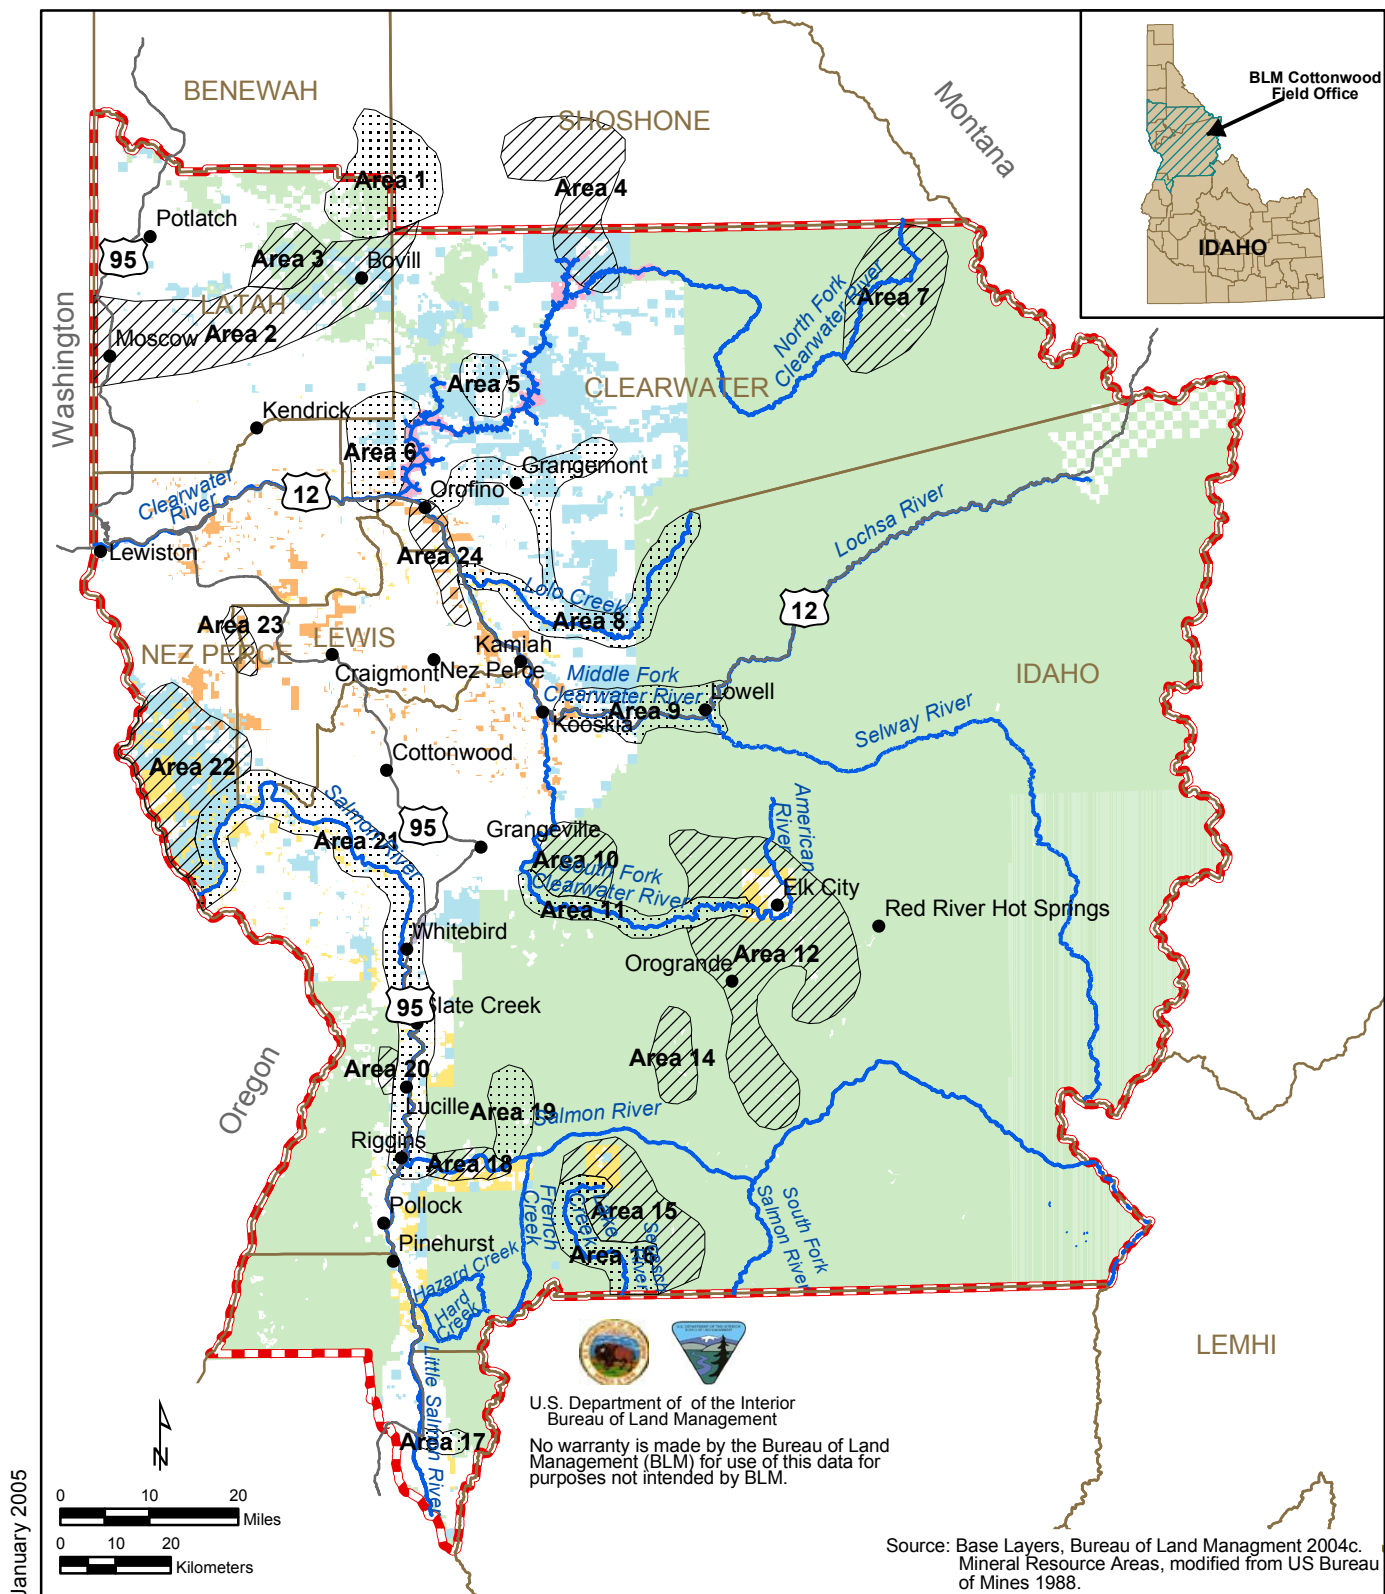 BLM Cottonwood
Field Office
IDAHO
BENEWAH
SHOSHONE
Montana
Area 1
Area 4
Potlatch
95
Area 3
Bovill
North Fork
Clearwater River
Area 7
LATAH
Area 2
Moscow
Washington
Area 5
CLEARWATER
Kendrick
Area 6
Grangemont
Clearwater
River
12
Orofino
Lochsa River
Lewiston
Area 24
Lolo Creek
Area 8
12
Area 23
NEZ PERCE
LEWIS
Kamiah
Craigmont
Nez Perce
Middle Fork
Clearwater River
Lowell
Area 9
Kooskia
IDAHO
Selway River
Cottonwood
Area 22
Salmon River
Area 21
95
Grangeville
American
River
Area 10
South Fork
Clearwater River
Area 11
Elk City
Red River Hot Springs
Whitebird
Area 12
Orogrande
95
Slate Creek
Oregon
Area 14
Area 20
Lucille
Area 19
Salmon River
Riggins
Area 18
French
Creek
Lake
Creek
Area 15
Area 16
Secesch
River
South Fork
Salmon River
Pollock
Pinehurst
Hazard Creek
Hard
Creek
Little Salmon River
Area 17
LEMHI
U.S. Department of of the Interior
Bureau of Land Management
No warranty is made by the Bureau of Land
Management (BLM) for use of this data for
purposes not intended by BLM.
N
0 10 20
Miles
0 10 20
Kilometers
January 2005
Source: Base Layers, Bureau of Land Managment 2004c.
Mineral Resource Areas, modified from US Bureau
of Mines 1988.